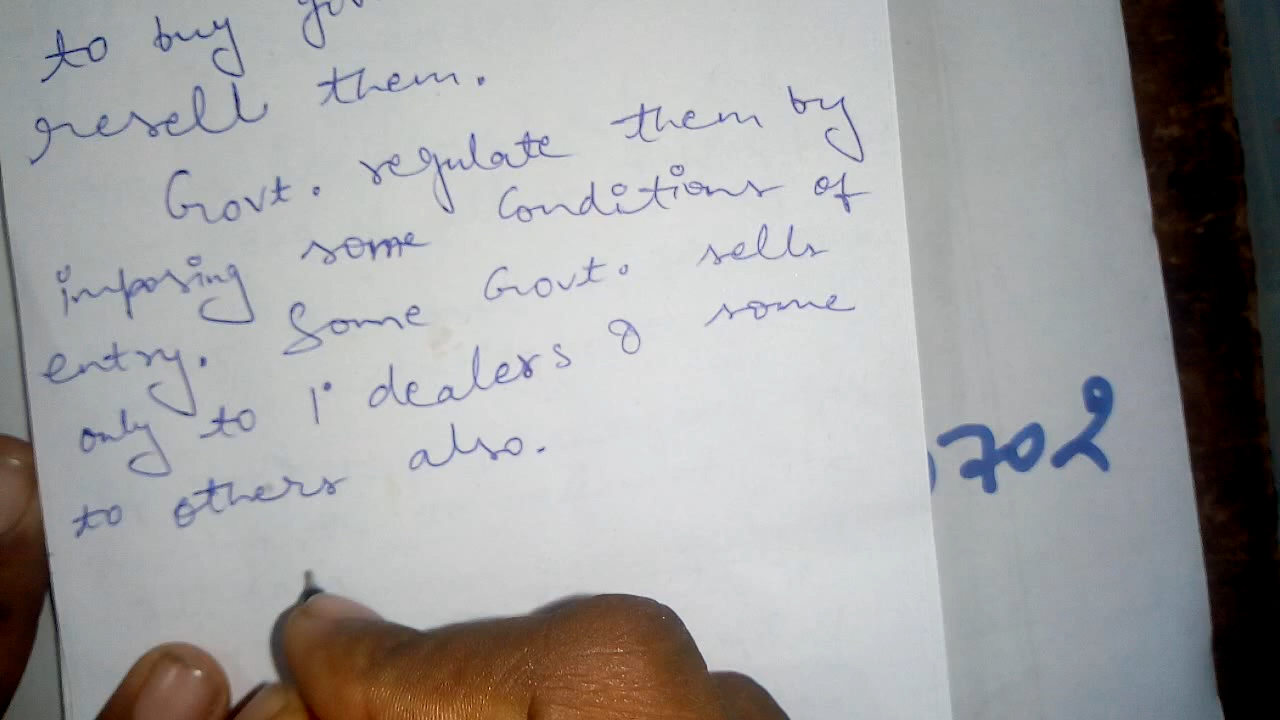 to buy
resell them.
Govt. regulate them by
imposing some conditions of
entry. Some Govt. sells
only to 1° dealers & some
to others also.
702